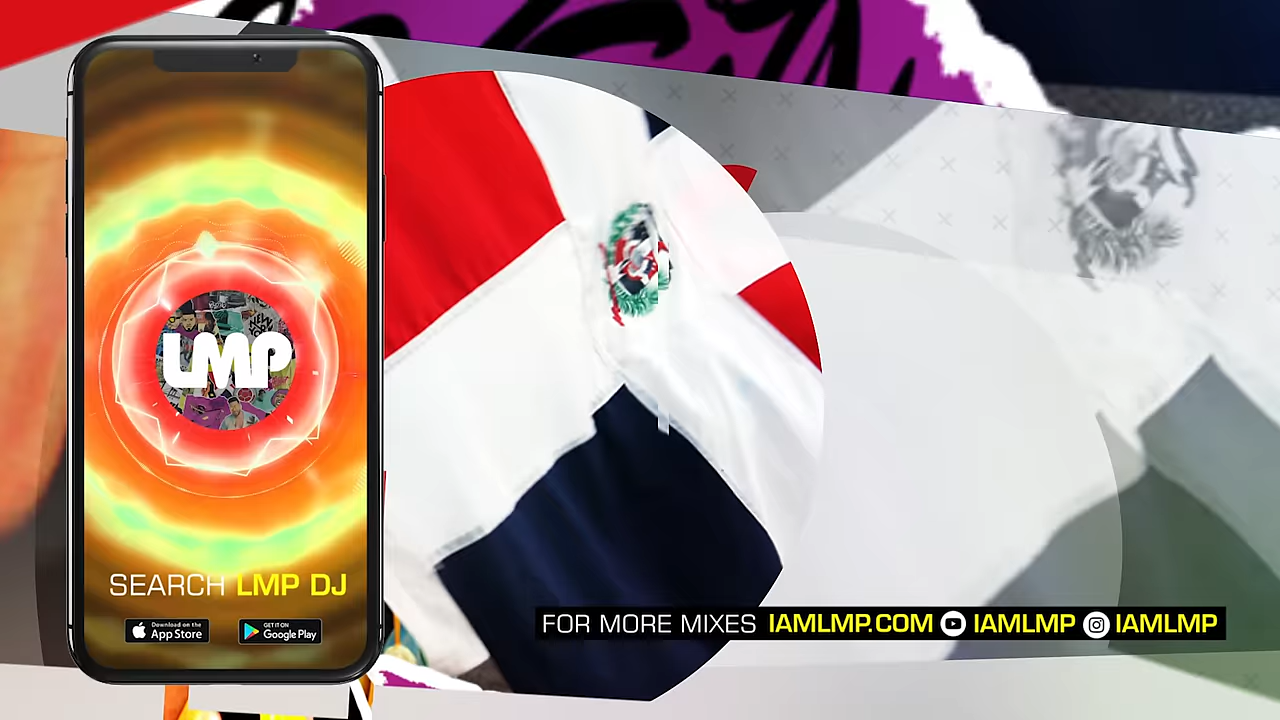 LMP
SEARCH LMP DJ
Download on the
App Store
GET IT ON
Google Play
FOR MORE MIXES IAMLMP.COM IAMLMP IAMLMP